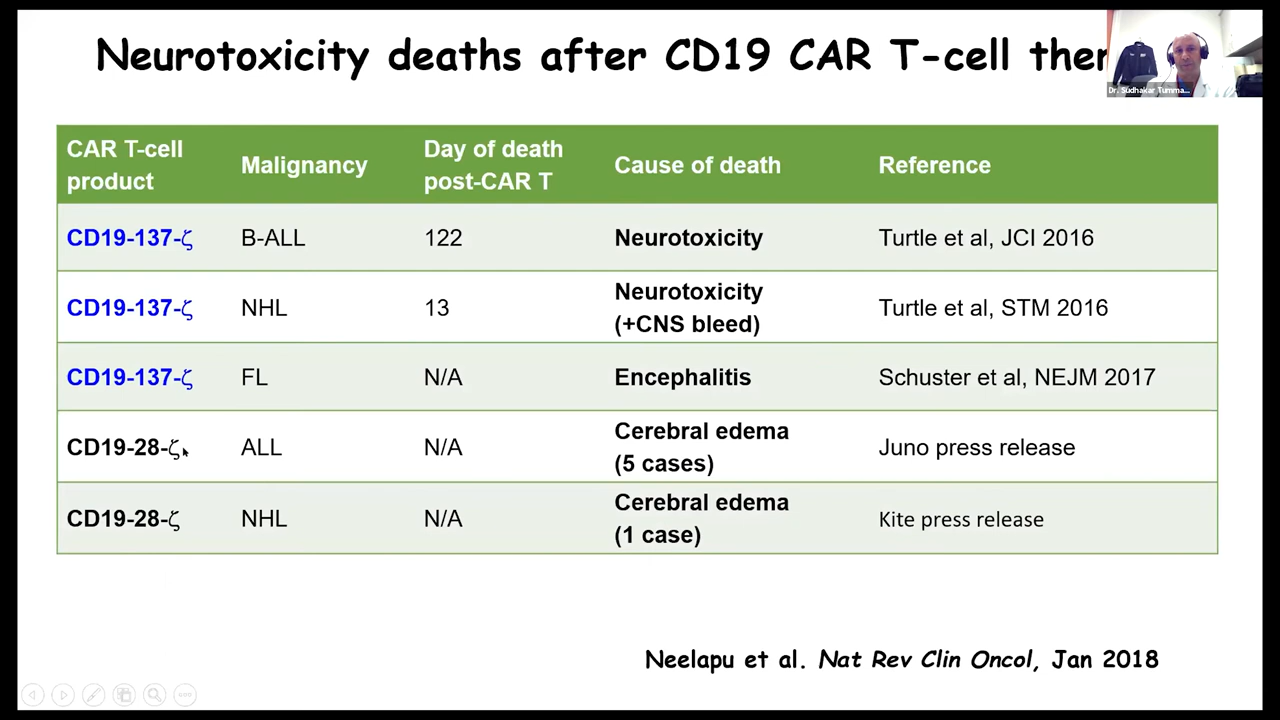 Neurotoxicity deaths after CD19 CAR T-cell ther
Dr. Sudhakar Tumma...
CAR T-cell product
Malignancy
Day of death post-CAR T
Cause of death
Reference
CD19-137-ζ
B-ALL
122
Neurotoxicity
Turtle et al, JCI 2016
CD19-137-ζ
NHL
13
Neurotoxicity
(+CNS bleed)
Turtle et al, STM 2016
CD19-137-ζ
FL
N/A
Encephalitis
Schuster et al, NEJM 2017
CD19-28-ζ
ALL
N/A
Cerebral edema
(5 cases)
Juno press release
CD19-28-ζ
NHL
N/A
Cerebral edema
(1 case)
Kite press release
Neelapu et al. Nat Rev Clin Oncol, Jan 2018